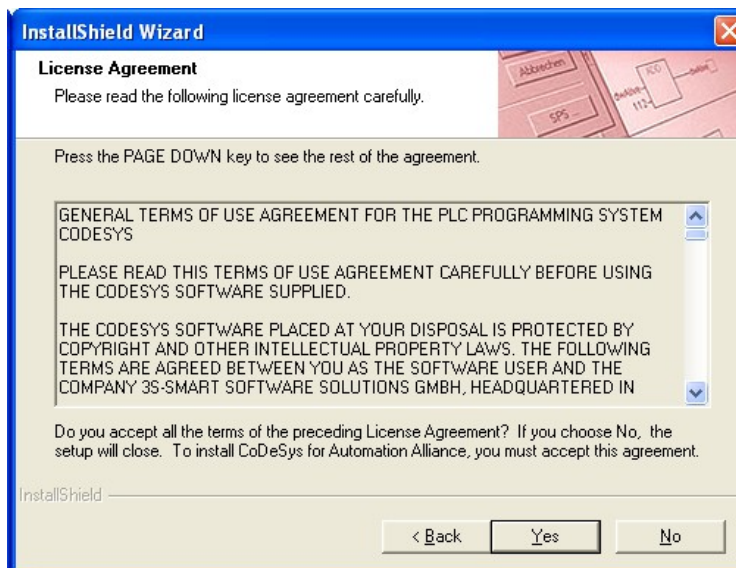 InstallShield Wizard
License Agreement
Please read the following license agreement carefully.
Abbrechen
SPS ...
ADD
112
Press the PAGE DOWN key to see the rest of the agreement.
GENERAL TERMS OF USE AGREEMENT FOR THE PLC PROGRAMMING SYSTEM
CODESYS
PLEASE READ THIS TERMS OF USE AGREEMENT CAREFULLY BEFORE USING
THE CODESYS SOFTWARE SUPPLIED.
THE CODESYS SOFTWARE PLACED AT YOUR DISPOSAL IS PROTECTED BY
COPYRIGHT AND OTHER INTELLECTUAL PROPERTY LAWS. THE FOLLOWING
TERMS ARE AGREED BETWEEN YOU AS THE SOFTWARE USER AND THE
COMPANY 3S-SMART SOFTWARE SOLUTIONS GMBH, HEADQUARTERED IN
Do you accept all the terms of the preceding License Agreement? If you choose No, the
setup will close. To install CoDeSys for Automation Alliance, you must accept this agreement.
InstallShield
< Back
Yes
No